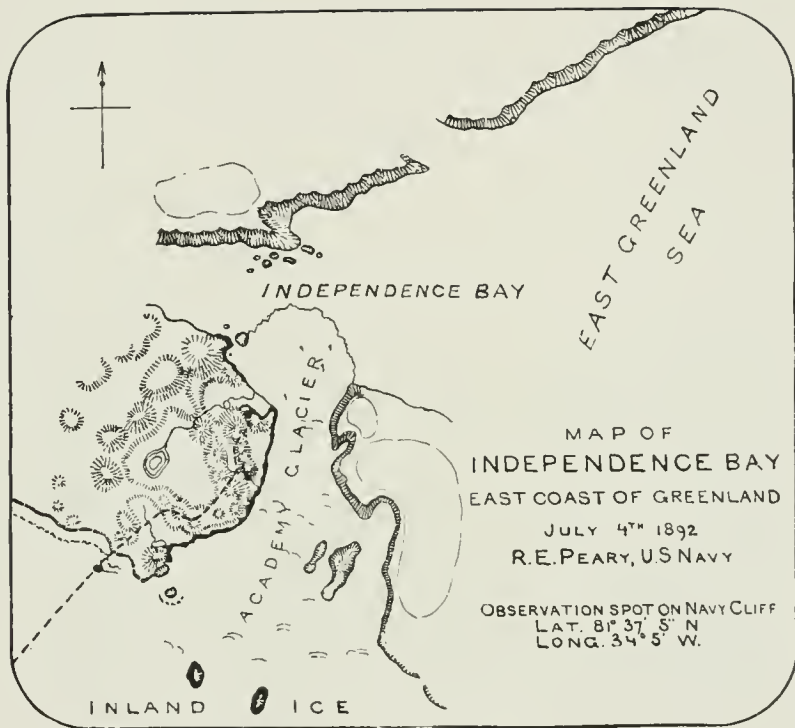 EAST GREENLAND
SEA
INDEPENDENCE BAY
ACADEMY GLACIER
MAP OF
INDEPENDENCE BAY
EAST COAST OF GREENLAND
JULY 4TH 1892
R.E. PEARY, U.S NAVY
OBSERVATION SPOT ON NAVY CLIFF
LAT. 81° 37' 5" N
LONG. 34° 5' W.
INLAND ICE